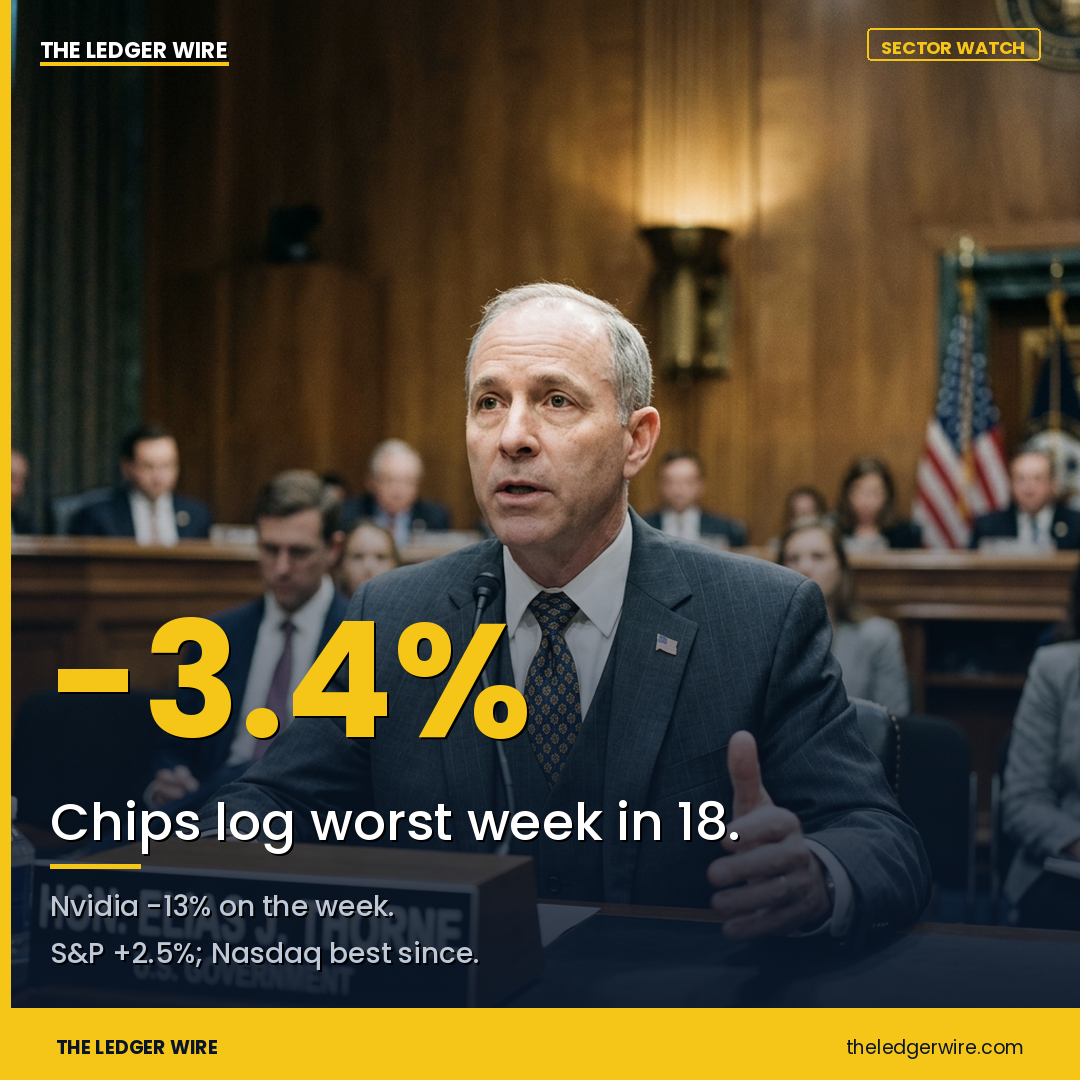 THE LEDGER WIRE
SECTOR WATCH
-3.4%
Chips log worst week in 18.
Nvidia -13% on the week.
S&P +2.5%; Nasdaq best since.
HON. ELIAS J. THORNE
U.S. GOVERNMENT
THE LEDGER WIRE
theledgerwire.com